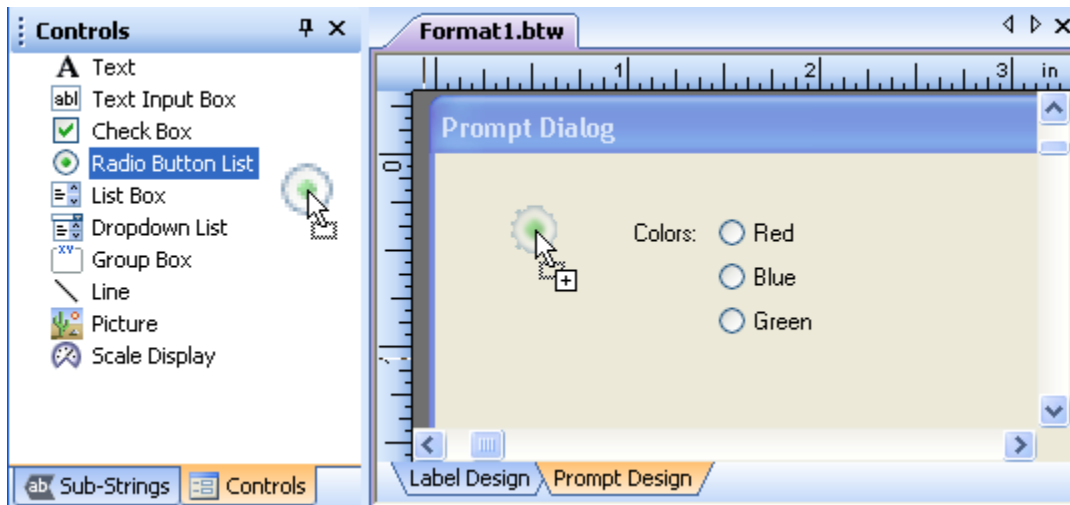 Controls
A Text
abl Text Input Box
Check Box
Radio Button List
List Box
Dropdown List
XY Group Box
Line
Picture
Scale Display
ab Sub-Strings
Controls
Format1.btw
1 2 3 in
0
Prompt Dialog
Colors: Red
Blue
Green
Label Design
Prompt Design